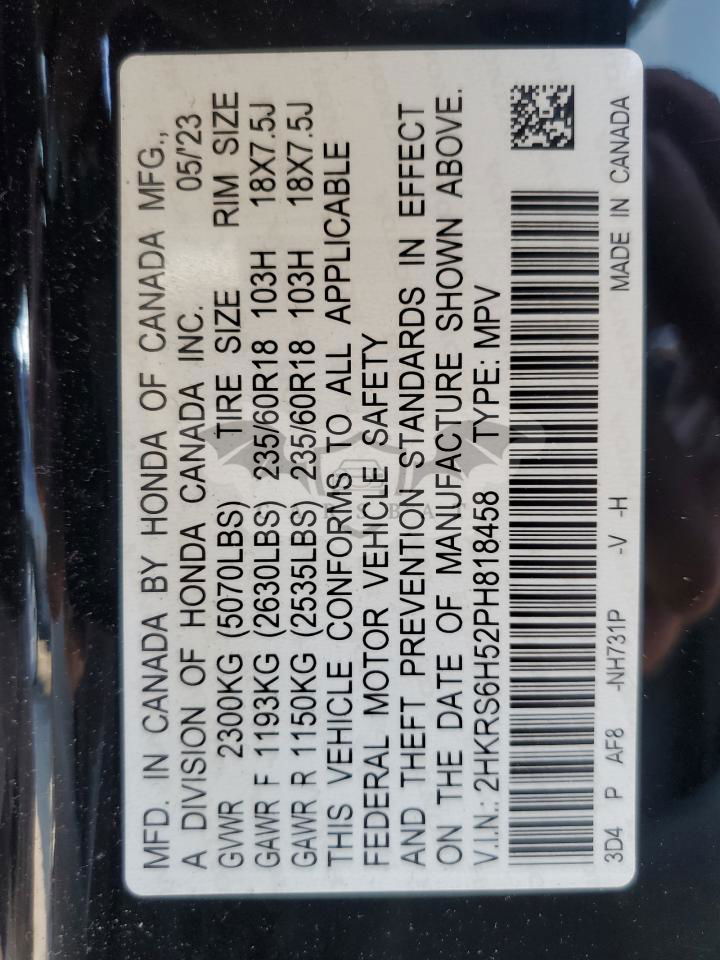 MFD. IN CANADA BY HONDA OF CANADA MFG.,
A DIVISION OF HONDA CANADA INC. 05/'23
GVWR 2300KG (5070LBS) TIRE SIZE RIM SIZE
GAWR F 1193KG (2630LBS) 235/60R18 103H 18X7.5J
GAWR R 1150KG (2535LBS) 235/60R18 103H 18X7.5J
THIS VEHICLE CONFORMS TO ALL APPLICABLE
FEDERAL MOTOR VEHICLE SAFETY
AND THEFT PREVENTION STANDARDS IN EFFECT
ON THE DATE OF MANUFACTURE SHOWN ABOVE.
V.I.N.: 2HKRS6H52PH818458 TYPE: MPV
3D4 P AF8 -NH731P -V -H MADE IN CANADA